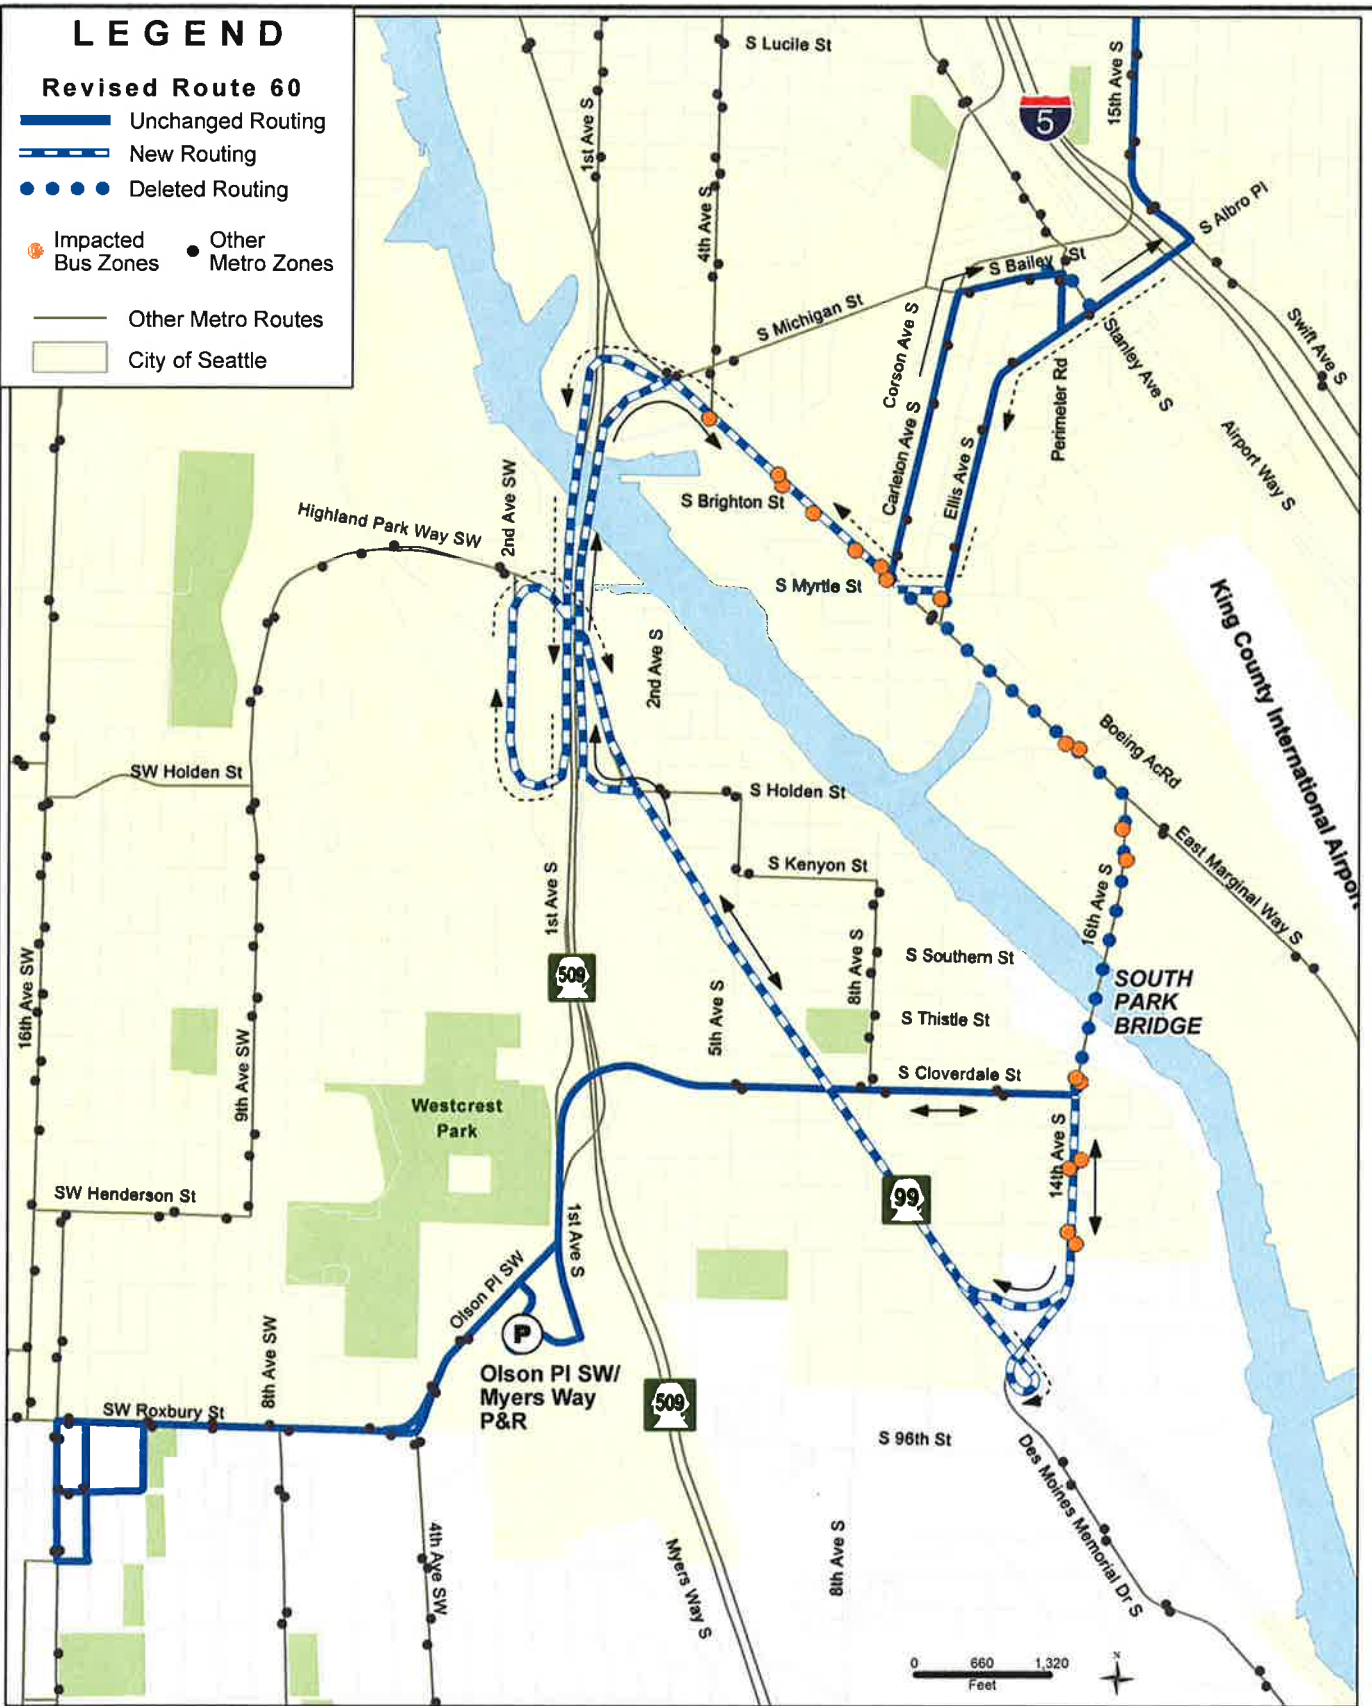 LEGEND
Revised Route 60
Unchanged Routing
New Routing
Deleted Routing
Impacted
Bus Zones
Other
Metro Zones
Other Metro Routes
City of Seattle
S Lucile St
1st Ave S
4th Ave S
15th Ave S
5
S Albro Pl
S Bailey St
S Michigan St
Corson Ave S
Stanley Ave S
Swift Ave S
Perimeter Rd
Carleton Ave S
Ellis Ave S
Airport Way S
2nd Ave SW
Highland Park Way SW
S Brighton St
S Myrtle St
King County International Airport
2nd Ave S
Boeing AcRd
SW Holden St
S Holden St
East Marginal Way S
S Kenyon St
16th Ave S
1st Ave S
8th Ave S
S Southern St
16th Ave SW
509
SOUTH
PARK
BRIDGE
5th Ave S
S Thistle St
9th Ave SW
S Cloverdale St
Westcrest
Park
14th Ave S
SW Henderson St
99
1st Ave S
Olson Pl SW
P
Olson Pl SW/
Myers Way
P&R
8th Ave SW
509
SW Roxbury St
S 96th St
Des Moines Memorial Dr S
4th Ave SW
Myers Way S
8th Ave S
0 660 1,320
Feet
N